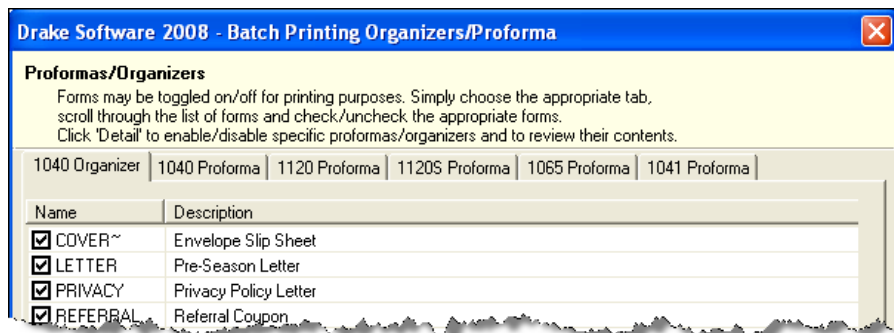 Drake Software 2008 - Batch Printing Organizers/Proforma
Proformas/Organizers
Forms may be toggled on/off for printing purposes. Simply choose the appropriate tab,
scroll through the list of forms and check/uncheck the appropriate forms.
Click 'Detail' to enable/disable specific proformas/organizers and to review their contents.
1040 Organizer 1040 Proforma 1120 Proforma 1120S Proforma 1065 Proforma 1041 Proforma
Name Description
COVER~ Envelope Slip Sheet
LETTER Pre-Season Letter
PRIVACY Privacy Policy Letter
REFERRAL Referral Coupon